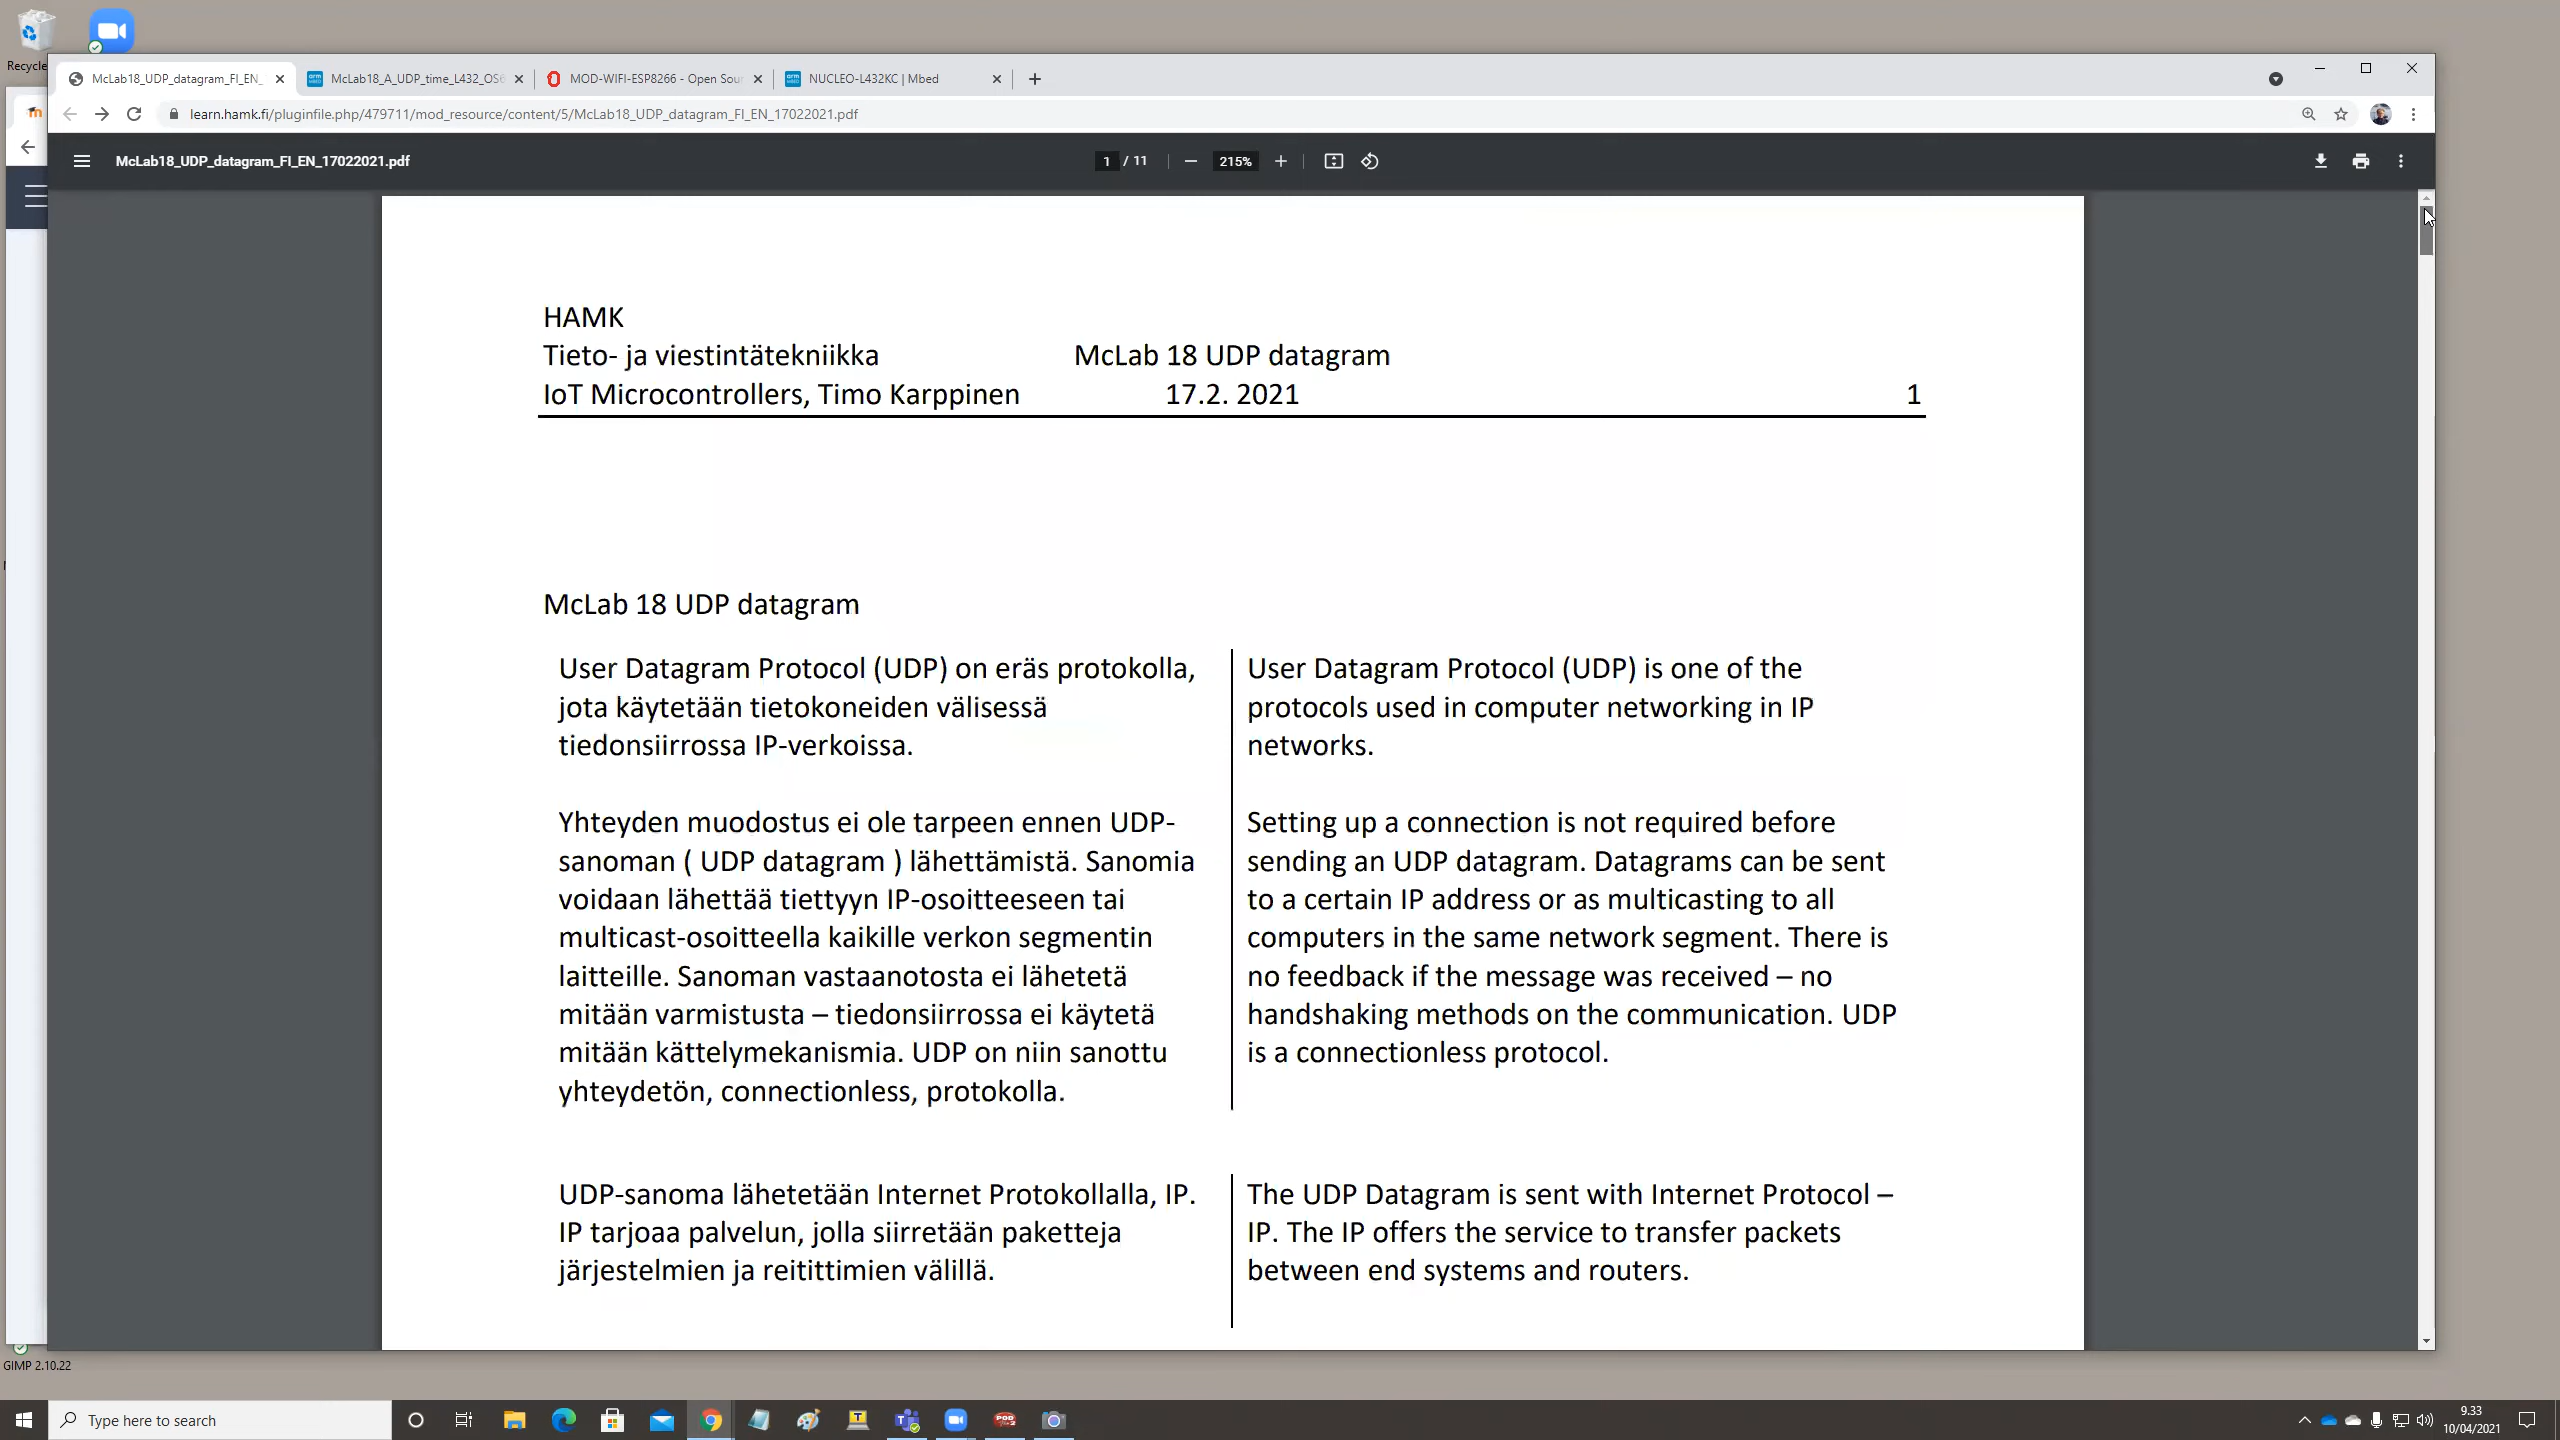 Recycle
McLab18_UDP_datagram_FI_EN_
McLab18_A_UDP_time_L432_OS6
MOD-WIFI-ESP8266 - Open Sou
NUCLEO-L432KC | Mbed
learn.hamk.fi/pluginfile.php/479711/mod_resource/content/5/McLab18_UDP_datagram_FI_EN_17022021.pdf
McLab18_UDP_datagram_FI_EN_17022021.pdf
1 / 11
215%
HAMK
Tieto- ja viestintätekniikka McLab 18 UDP datagram
IoT Microcontrollers, Timo Karppinen 17.2. 2021 1
McLab 18 UDP datagram
User Datagram Protocol (UDP) on eräs protokolla,
jota käytetään tietokoneiden välisessä
tiedonsiirrossa IP-verkoissa.
Yhteyden muodostus ei ole tarpeen ennen UDP-
sanoman ( UDP datagram ) lähettämistä. Sanomia
voidaan lähettää tiettyyn IP-osoitteeseen tai
multicast-osoitteella kaikille verkon segmentin
laitteille. Sanoman vastaanotosta ei lähetetä
mitään varmistusta – tiedonsiirrossa ei käytetä
mitään kättelymekanismia. UDP on niin sanottu
yhteydetön, connectionless, protokolla.
User Datagram Protocol (UDP) is one of the
protocols used in computer networking in IP
networks.
Setting up a connection is not required before
sending an UDP datagram. Datagrams can be sent
to a certain IP address or as multicasting to all
computers in the same network segment. There is
no feedback if the message was received – no
handshaking methods on the communication. UDP
is a connectionless protocol.
UDP-sanoma lähetetään Internet Protokollalla, IP.
IP tarjoaa palvelun, jolla siirretään paketteja
järjestelmien ja reitittimien välillä.
The UDP Datagram is sent with Internet Protocol –
IP. The IP offers the service to transfer packets
between end systems and routers.
GIMP 2.10.22
Type here to search
9.33
10/04/2021